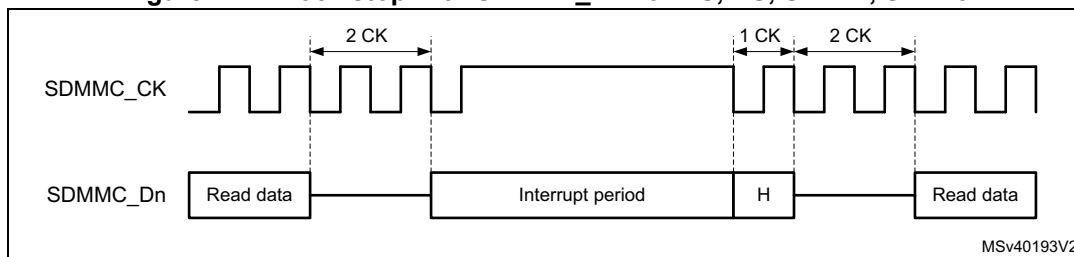 2 CK 1 CK 2 CK
SDMMC_CK
SDMMC_Dn Read data Interrupt period H Read data
MSv40193V2